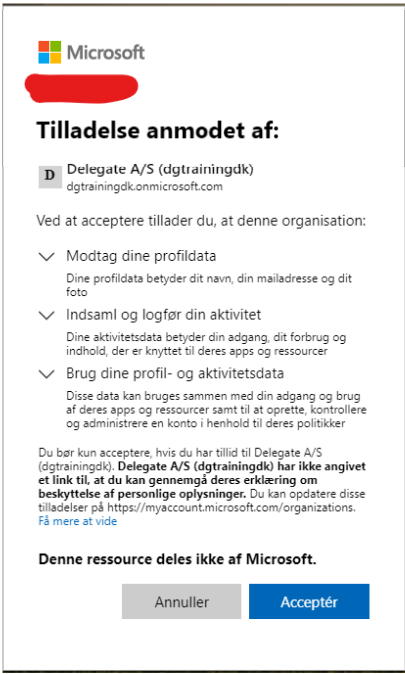 Microsoft
Tilladelse anmodet af:
D
Delegate A/S (dgtrainingdk)
dgtrainingdk.onmicrosoft.com
Ved at acceptere tillader du, at denne organisation:
Modtag dine profildata
Dine profildata betyder dit navn, din mailadresse og dit
foto
Indsaml og logfør din aktivitet
Dine aktivitetsdata betyder din adgang, dit forbrug og
indhold, der er knyttet til deres apps og ressourcer
Brug dine profil- og aktivitetsdata
Disse data kan bruges sammen med din adgang og brug
af deres apps og ressourcer samt til at oprette, kontrollere
og administrere en konto i henhold til deres politikker
Du bør kun acceptere, hvis du har tillid til Delegate A/S
(dgtrainingdk). Delegate A/S (dgtrainingdk) har ikke angivet
et link til, at du kan gennemgå deres erklæring om
beskyttelse af personlige oplysninger. Du kan opdatere disse
tilladelser på https://myaccount.microsoft.com/organizations.
Få mere at vide
Denne ressource deles ikke af Microsoft.
Annuller
Acceptér